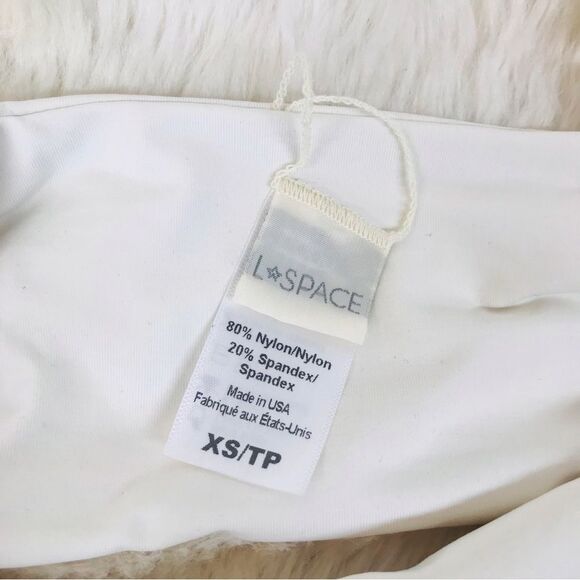 L☆SPACE
80% Nylon/Nylon
20% Spandex/
Spandex
Made in USA
Fabriqué aux États-Unis
XS/TP